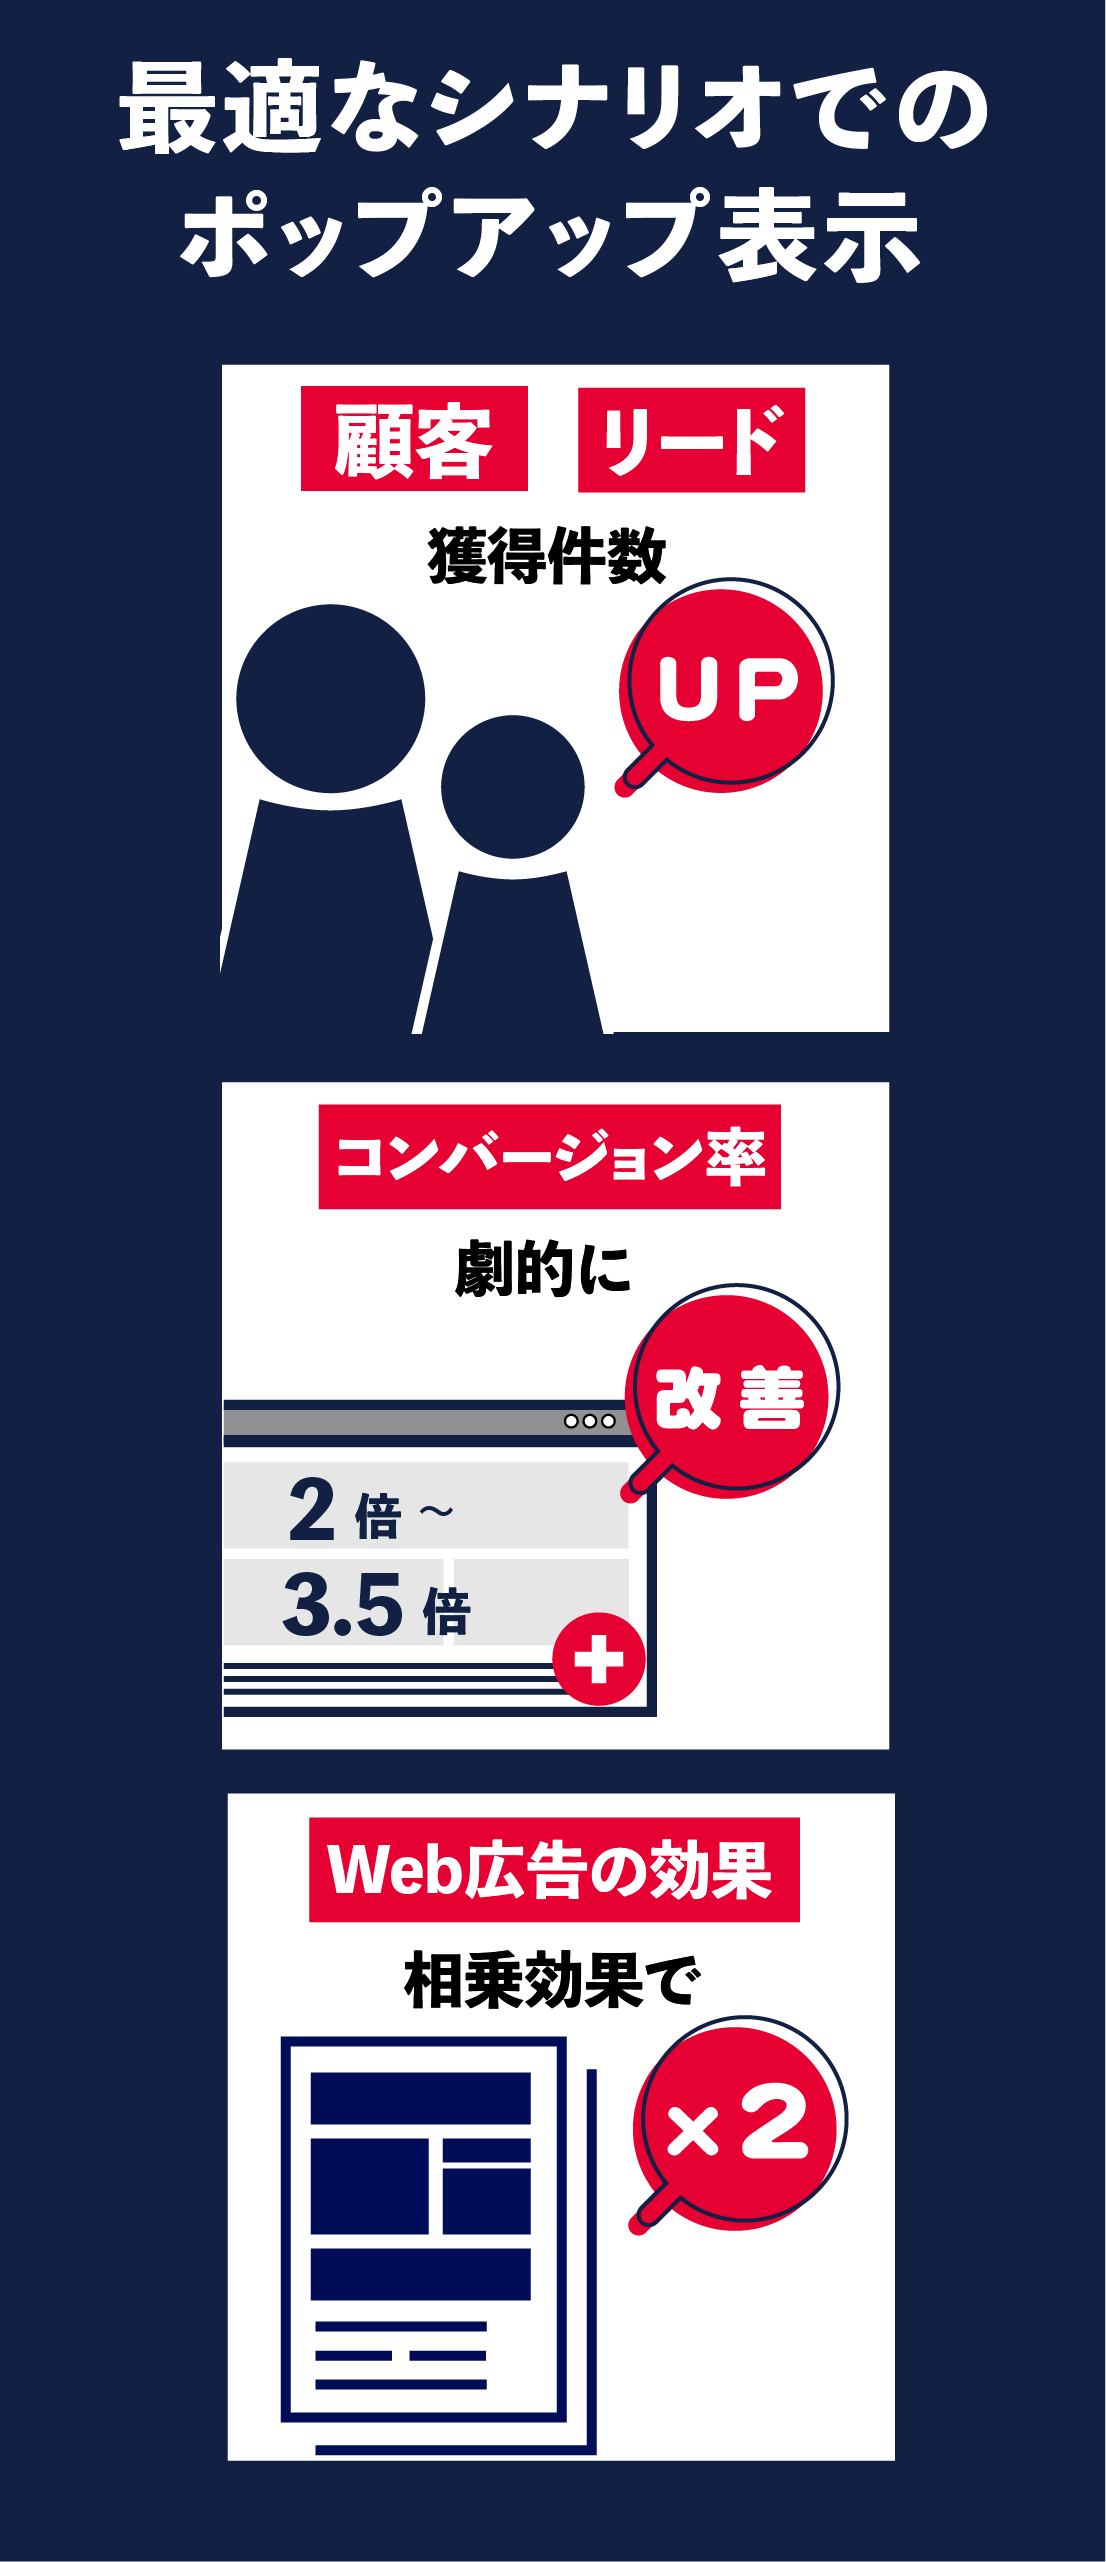 最適なシナリオでの
ポップアップ表示
顧客 リード
獲得件数
UP
コンバージョン率
劇的に
改善
2倍～
3.5倍
Web広告の効果
相乗効果で
×2